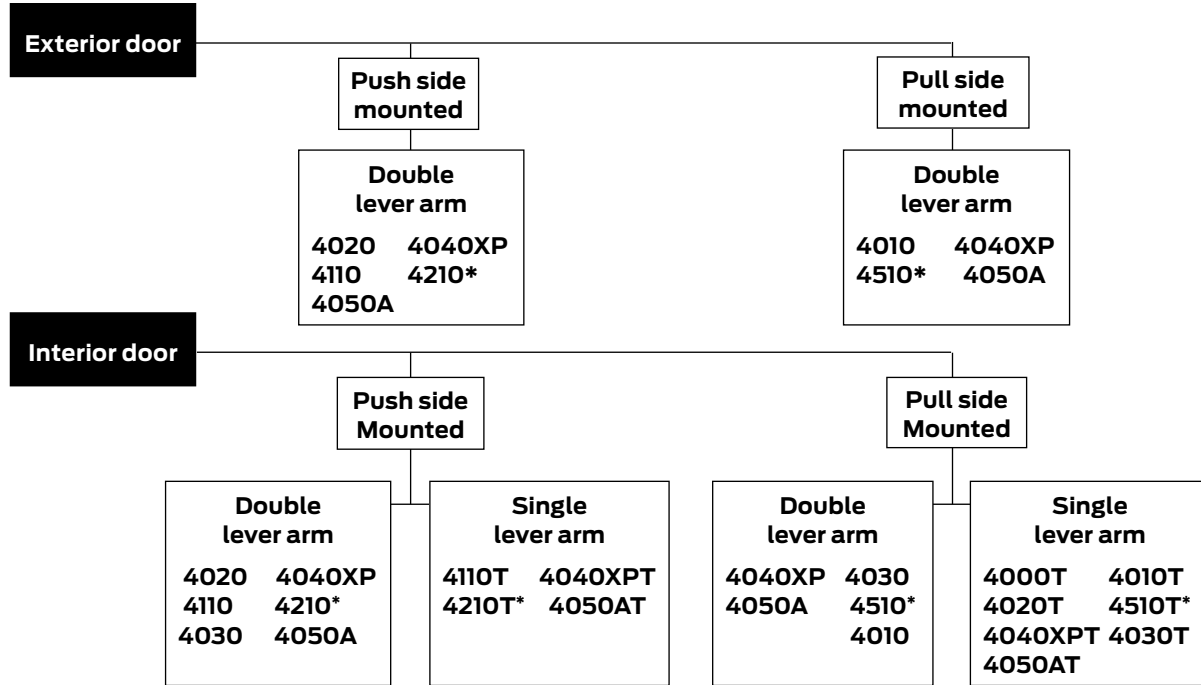 Exterior door
Push side
mounted
Pull side
mounted
Double
lever arm
4020 4040XP
4110 4210*
4050A
Double
lever arm
4010 4040XP
4510* 4050A
Interior door
Push side
Mounted
Pull side
Mounted
Double
lever arm
4020 4040XP
4110 4210*
4030 4050A
Single
lever arm
4110T 4040XPT
4210T* 4050AT
Double
lever arm
4040XP 4030
4050A 4510*
4010
Single
lever arm
4000T 4010T
4020T 4510T*
4040XPT 4030T
4050AT